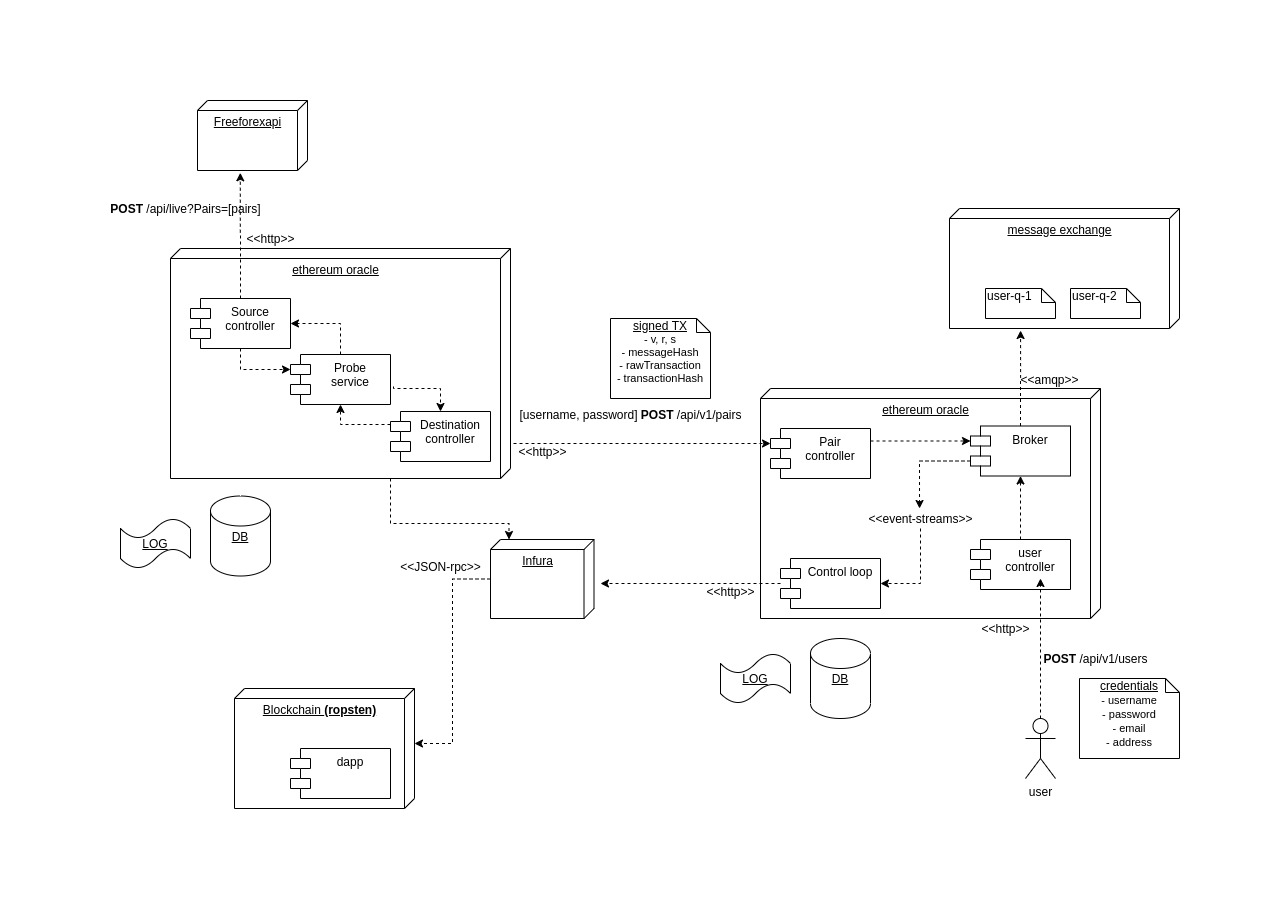 Freeforexapi
POST /api/live?Pairs=[pairs]
<<http>>
ethereum oracle
Source
controller
Probe
service
Destination
controller
LOG
DB
signed TX
- v, r, s
- messageHash
- rawTransaction
- transactionHash
[username, password] POST /api/v1/pairs
<<http>>
message exchange
user-q-1
user-q-2
<<amqp>>
ethereum oracle
Pair
controller
Broker
<<event-streams>>
Control loop
user
controller
<<http>>
Infura
<<JSON-rpc>>
<<http>>
POST /api/v1/users
LOG
DB
credentials
- username
- password
- email
- address
user
Blockchain (ropsten)
dapp